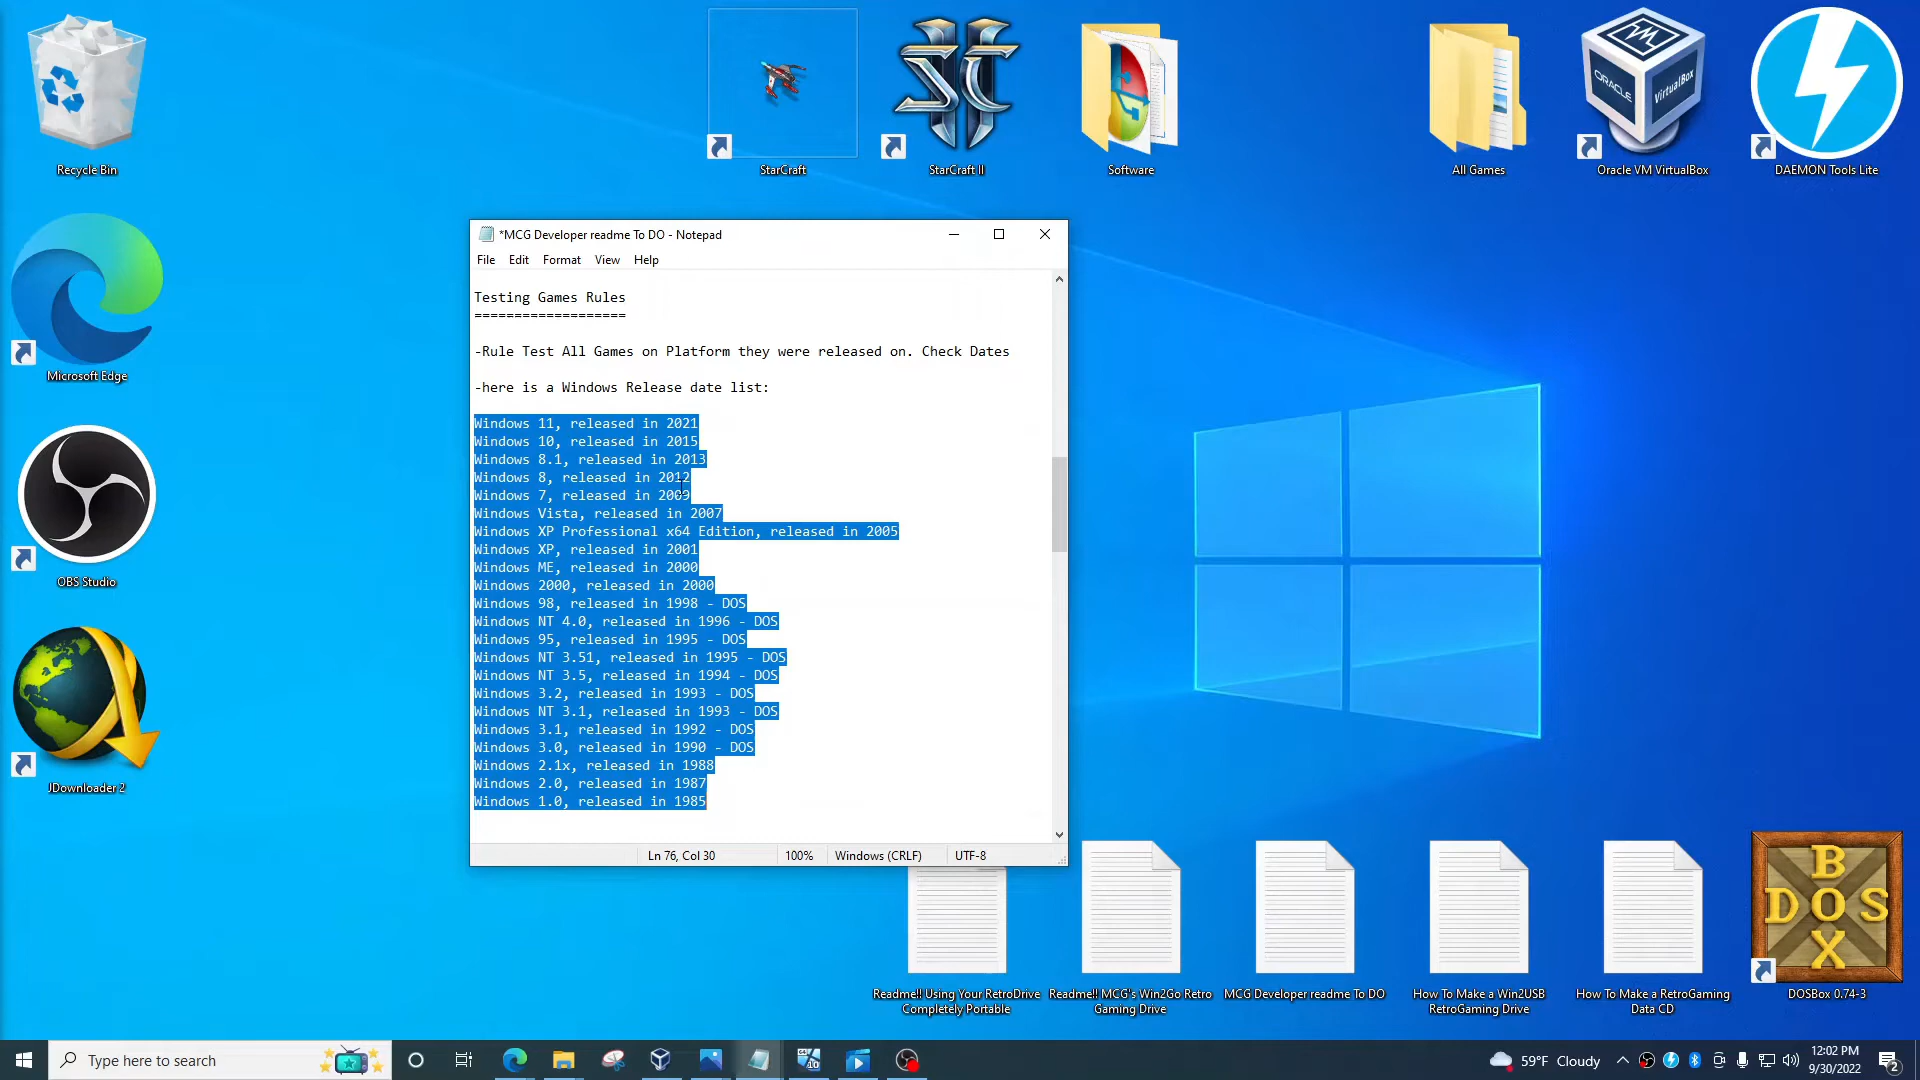 Recycle Bin
StarCraft
StarCraft II
Software
All Games
ORACLE
VirtualBox
Oracle VM VirtualBox
DAEMON Tools Lite
Microsoft Edge
OBS Studio
JDownloader 2
*MCG Developer readme To DO - Notepad
File Edit Format View Help
Testing Games Rules
===================
-Rule Test All Games on Platform they were released on. Check Dates
-here is a Windows Release date list:
Windows 11, released in 2021
Windows 10, released in 2015
Windows 8.1, released in 2013
Windows 8, released in 2012
Windows 7, released in 2009
Windows Vista, released in 2007
Windows XP Professional x64 Edition, released in 2005
Windows XP, released in 2001
Windows ME, released in 2000
Windows 2000, released in 2000
Windows 98, released in 1998 - DOS
Windows NT 4.0, released in 1996 - DOS
Windows 95, released in 1995 - DOS
Windows NT 3.51, released in 1995 - DOS
Windows NT 3.5, released in 1994 - DOS
Windows 3.2, released in 1993 - DOS
Windows NT 3.1, released in 1993 - DOS
Windows 3.1, released in 1992 - DOS
Windows 3.0, released in 1990 - DOS
Windows 2.1x, released in 1988
Windows 2.0, released in 1987
Windows 1.0, released in 1985
Ln 76, Col 30 100% Windows (CRLF) UTF-8
Readme!! Using Your RetroDrive
Completely Portable
Readme!! MCG's Win2Go Retro
Gaming Drive
MCG Developer readme To DO
How To Make a Win2USB
RetroGaming Drive
How To Make a RetroGaming
Data CD
BOX
DOS
DOSBox 0.74-3
Type here to search
59°F Cloudy
12:02 PM
9/30/2022
2